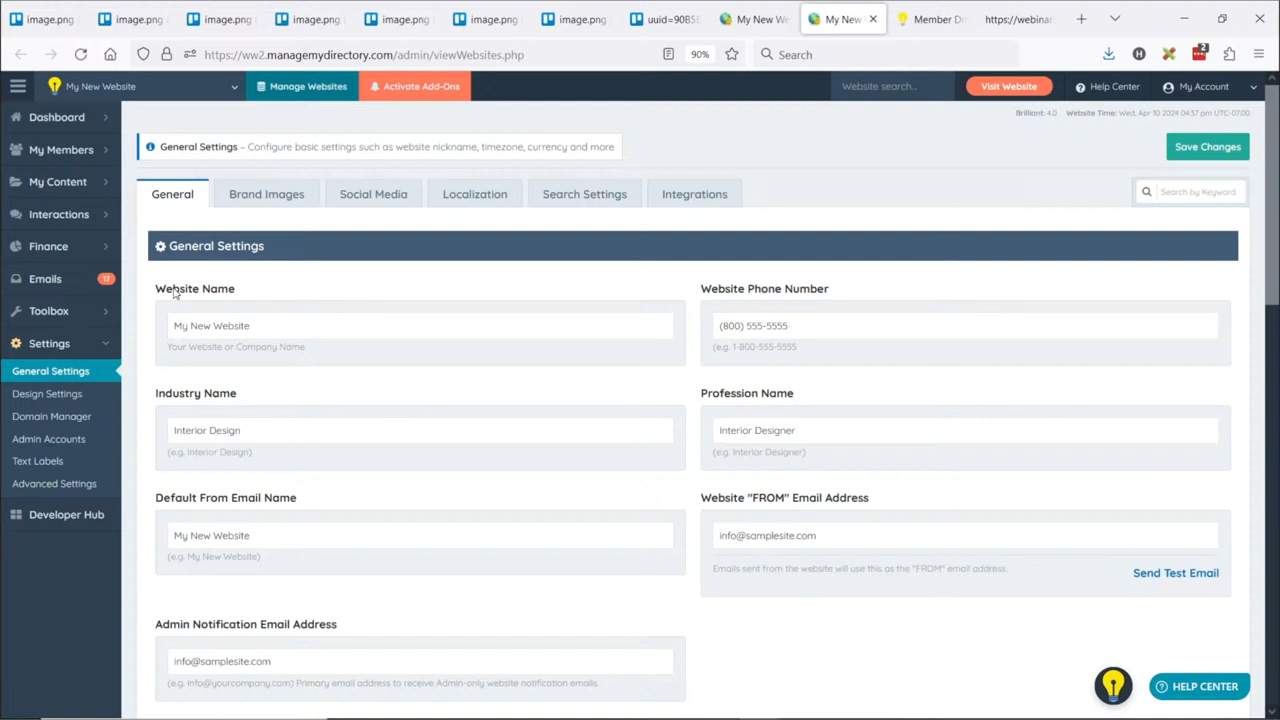 image.png
image.png
image.png
image.png
image.png
image.png
image.png
uuid=90B5E
My New We
My New
Member Di
https://webinar
https://ww2.managemydirectory.com/admin/viewWebsites.php
90%
Search
2
My New Website
Manage Websites
Activate Add-Ons
Website search...
Visit Website
Help Center
My Account
Brilliant: 4.0
Website Time: Wed, Apr 10 2024 04:37 pm UTC-07:00
Dashboard
My Members
My Content
Interactions
Finance
Emails
17
Toolbox
Settings
General Settings
Design Settings
Domain Manager
Admin Accounts
Text Labels
Advanced Settings
Developer Hub
General Settings – Configure basic settings such as website nickname, timezone, currency and more
Save Changes
General
Brand Images
Social Media
Localization
Search Settings
Integrations
Search by Keyword
General Settings
Website Name
My New Website
Your Website or Company Name
Website Phone Number
(800) 555-5555
(e.g. 1-800-555-5555
Industry Name
Interior Design
(e.g. Interior Design)
Profession Name
Interior Designer
(e.g. Interior Designer)
Default From Email Name
My New Website
(e.g. My New Website)
Website "FROM" Email Address
info@samplesite.com
Emails sent from the website will use this as the "FROM" email address.
Send Test Email
Admin Notification Email Address
info@samplesite.com
(e.g. info@yourcompany.com) Primary email address to receive Admin-only website notification emails.
HELP CENTER